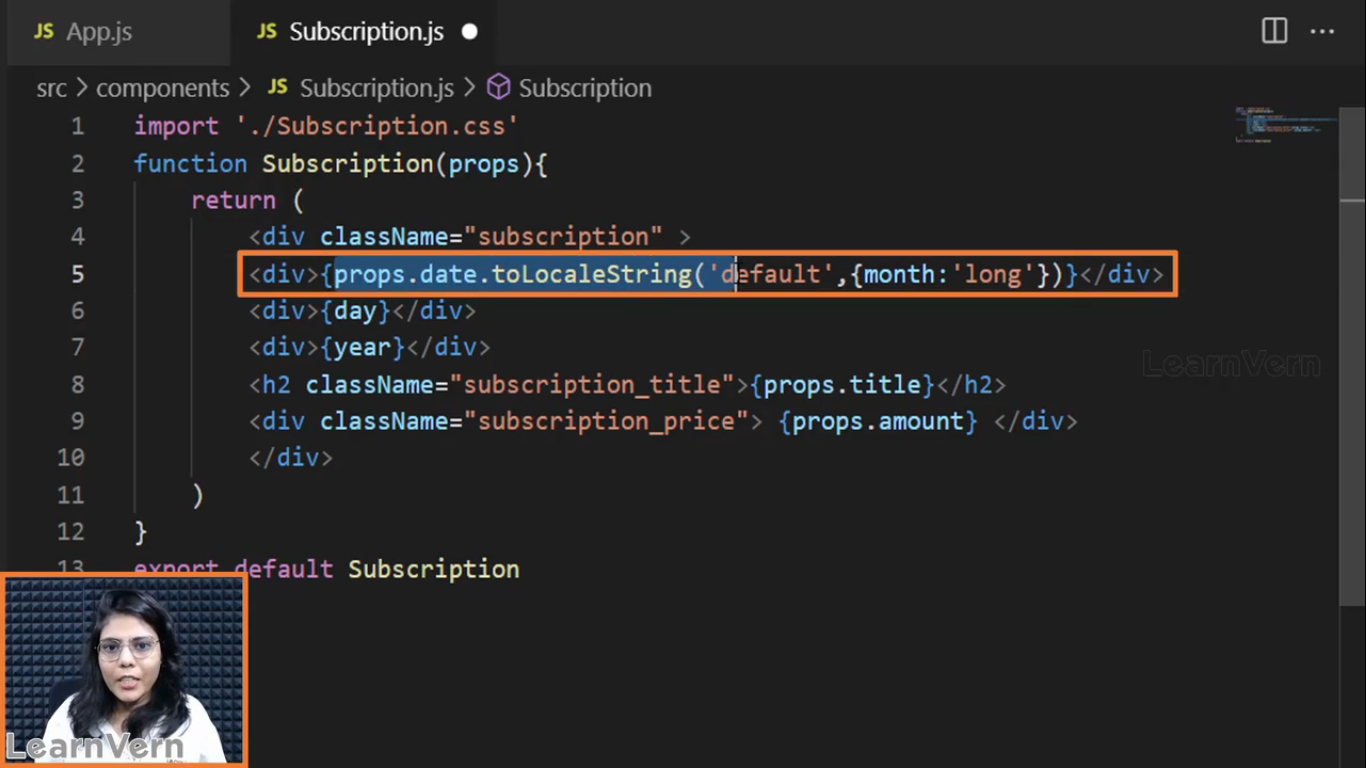 JS App.js JS Subscription.js
src > components > JS Subscription.js > Subscription
1 import './Subscription.css'
2 function Subscription(props){
3 return (
4 <div className="subscription" >
5 <div>{props.date.toLocaleString('default',{month:'long'})}</div>
6 <div>{day}</div>
7 <div>{year}</div>
8 <h2 className="subscription_title">{props.title}</h2>
9 <div className="subscription_price"> {props.amount} </div>
10 </div>
11 )
12 }
13 export default Subscription
LearnVern
LearnVern